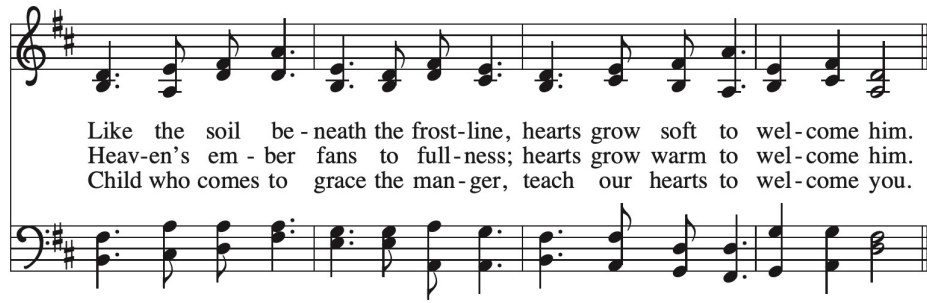 Like the soil be - neath the frost - line, hearts grow soft to wel - come him.
Heav - en's em - ber fans to full - ness; hearts grow warm to wel - come him.
Child who comes to grace the man - ger, teach our hearts to wel - come you.